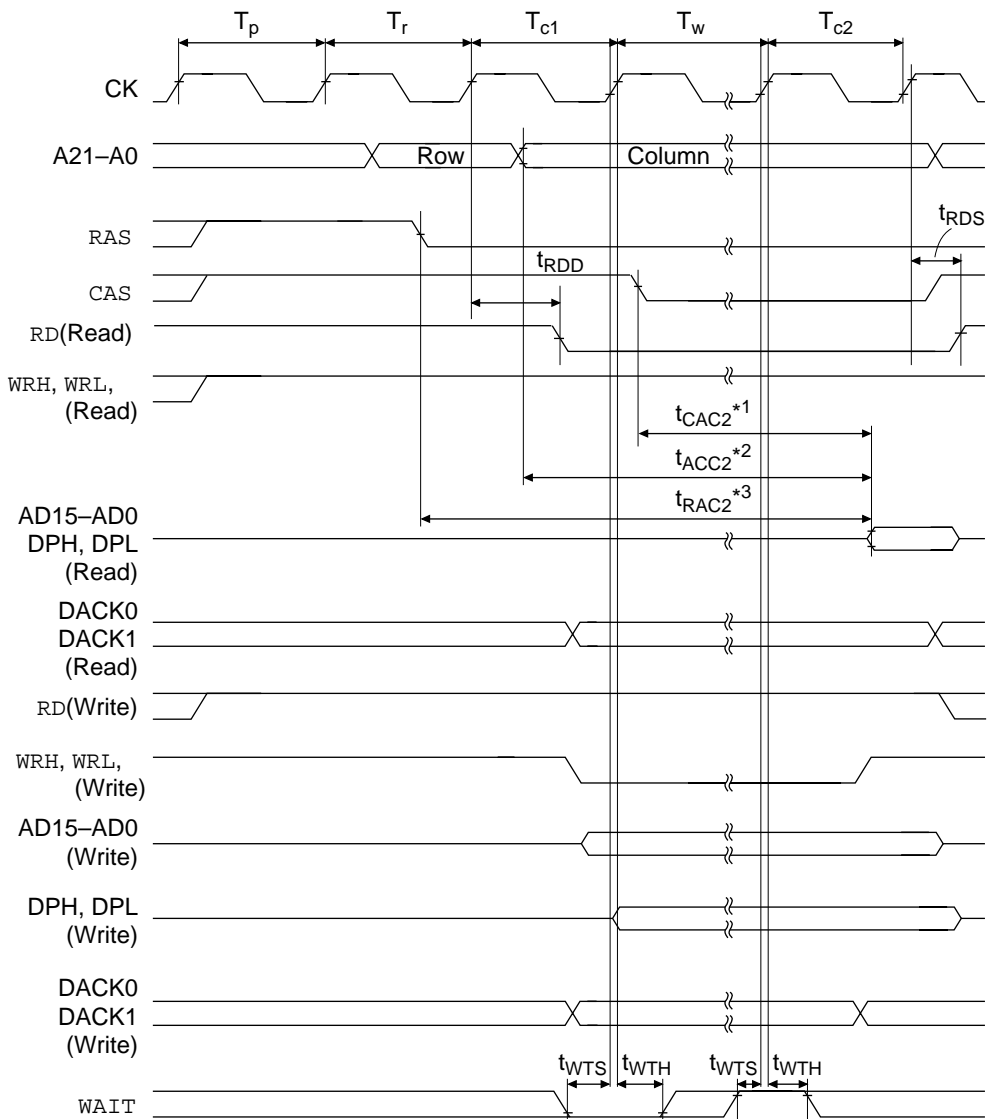 Tp Tr Tc1 Tw Tc2
CK
A21–A0 Row Column
tRDS
RAS
tRDD
CAS
RD(Read)
WRH, WRL,
(Read)
tCAC2*1
tACC2*2
tRAC2*3
AD15–AD0
DPH, DPL
(Read)
DACK0
DACK1
(Read)
RD(Write)
WRH, WRL,
(Write)
AD15–AD0
(Write)
DPH, DPL
(Write)
DACK0
DACK1
(Write)
tWTS tWTH tWTS tWTH
WAIT